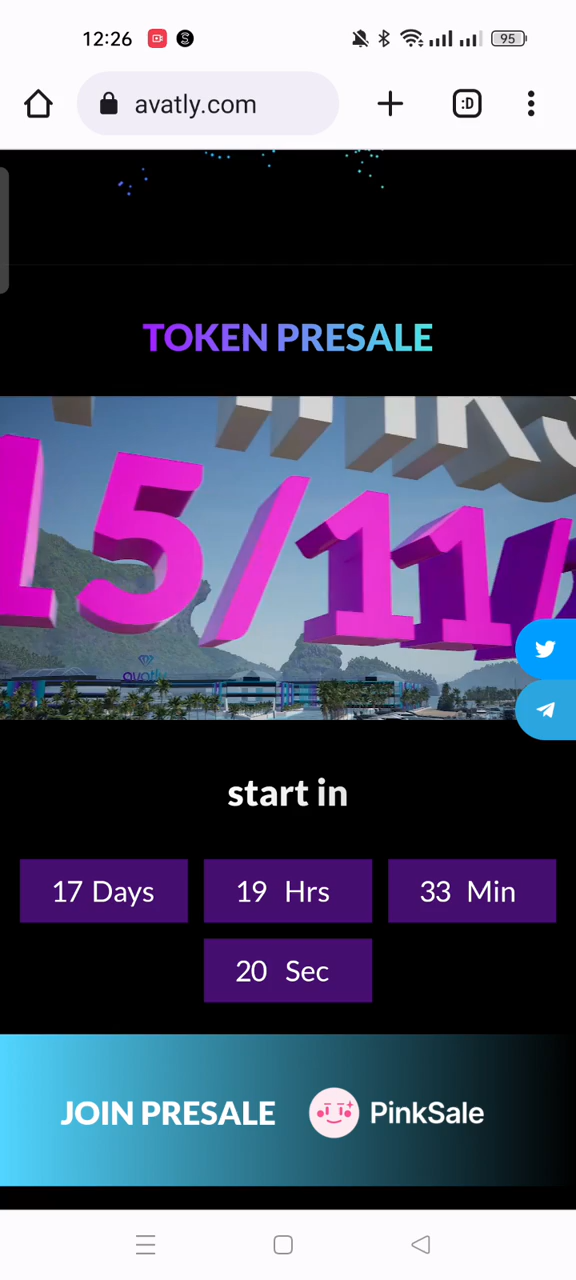 12:26
95
avatly.com
:D
TOKEN PRESALE
15/11/
avatly
start in
17 Days
19 Hrs
33 Min
20 Sec
JOIN PRESALE
PinkSale